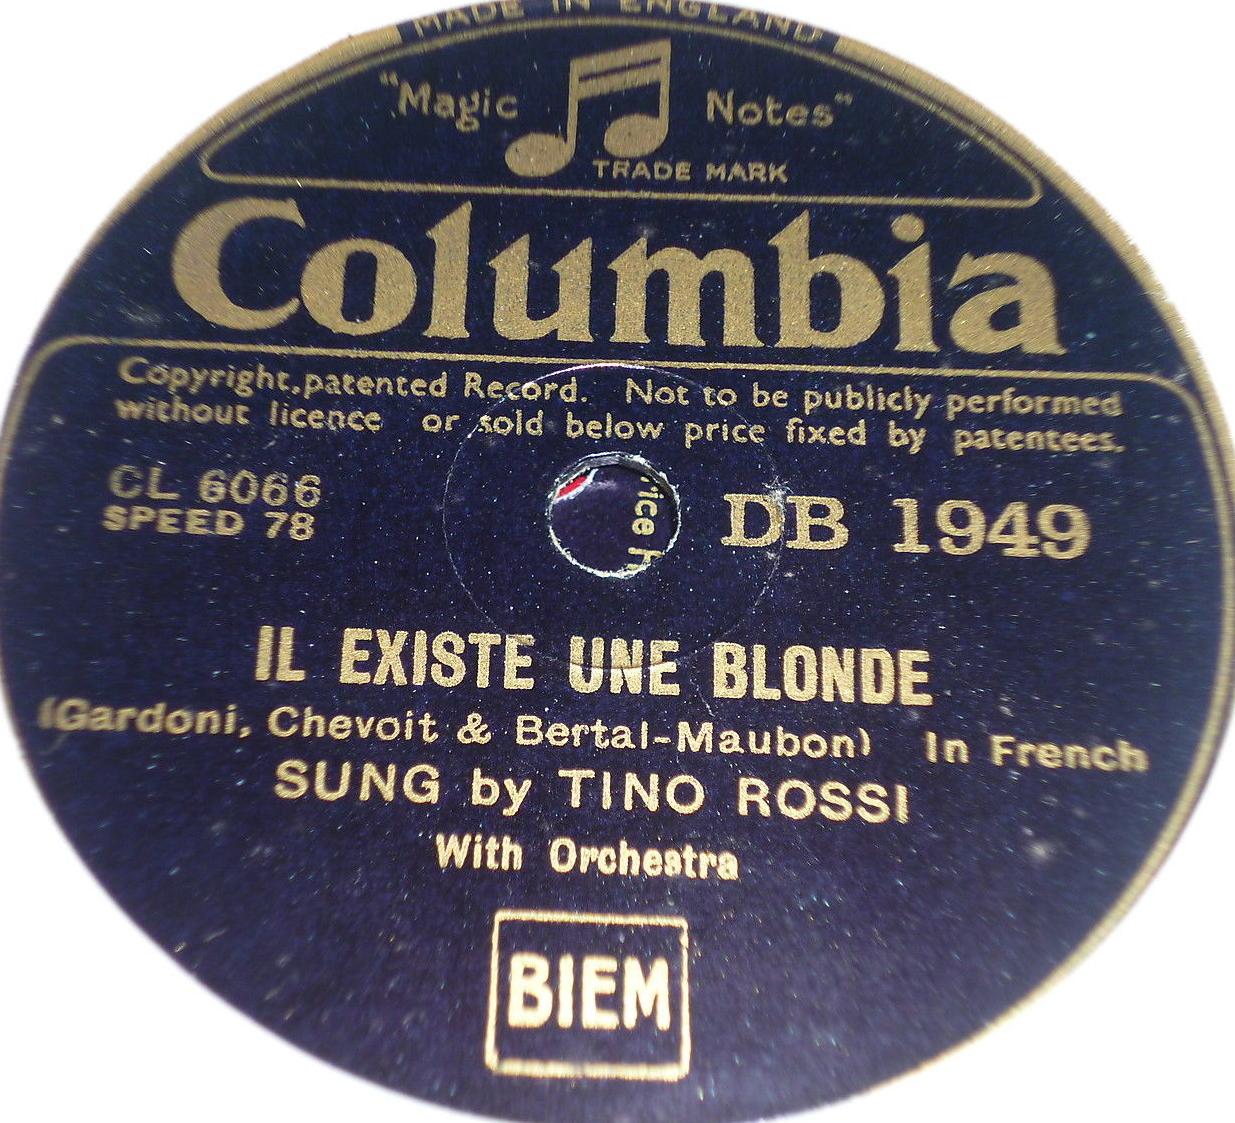 MADE IN ENGLAND
"Magic Notes"
TRADE MARK
Columbia
Copyright, patented Record. Not to be publicly performed
without licence or sold below price fixed by patentees.
CL 6066
SPEED 78
DB 1949
IL EXISTE UNE BLONDE
(Gardoni, Chevoit & Bertal-Maubon) In French
SUNG by TINO ROSSI
With Orchestra
BIEM